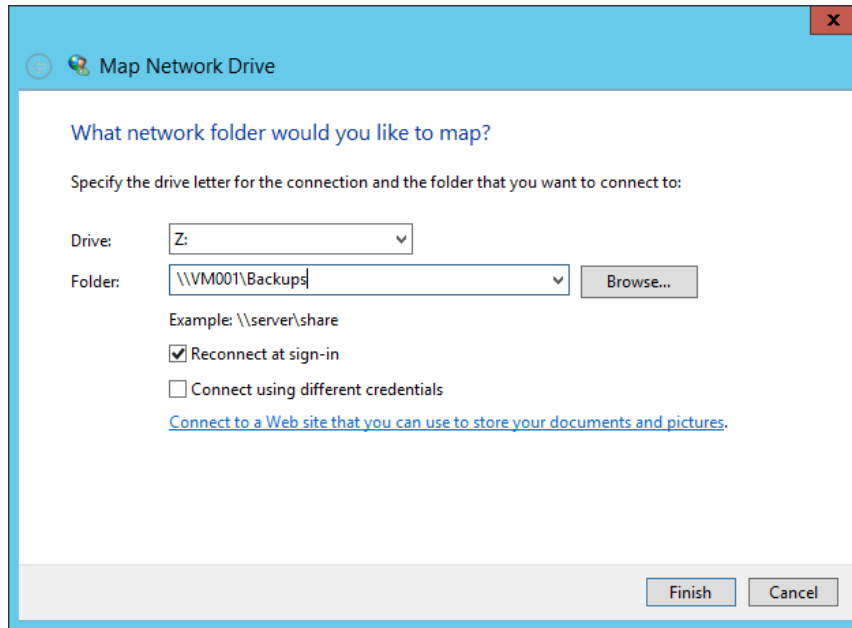 x
Map Network Drive
What network folder would you like to map?
Specify the drive letter for the connection and the folder that you want to connect to:
Drive: Z:
Folder: \\VM001\Backups Browse...
Example: \\server\share
Reconnect at sign-in
Connect using different credentials
Connect to a Web site that you can use to store your documents and pictures.
Finish Cancel